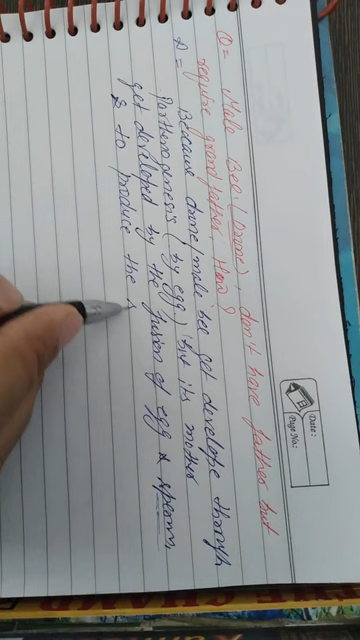 Date:
Page No:
Q = Male Bee (Drone), don't have father but
require grandfather. How?
A = Beacause drone/male bee get develope through
Parthenogenesis (by egg) but its mother
get developed by the fusion of egg & sperm,
& to produce the